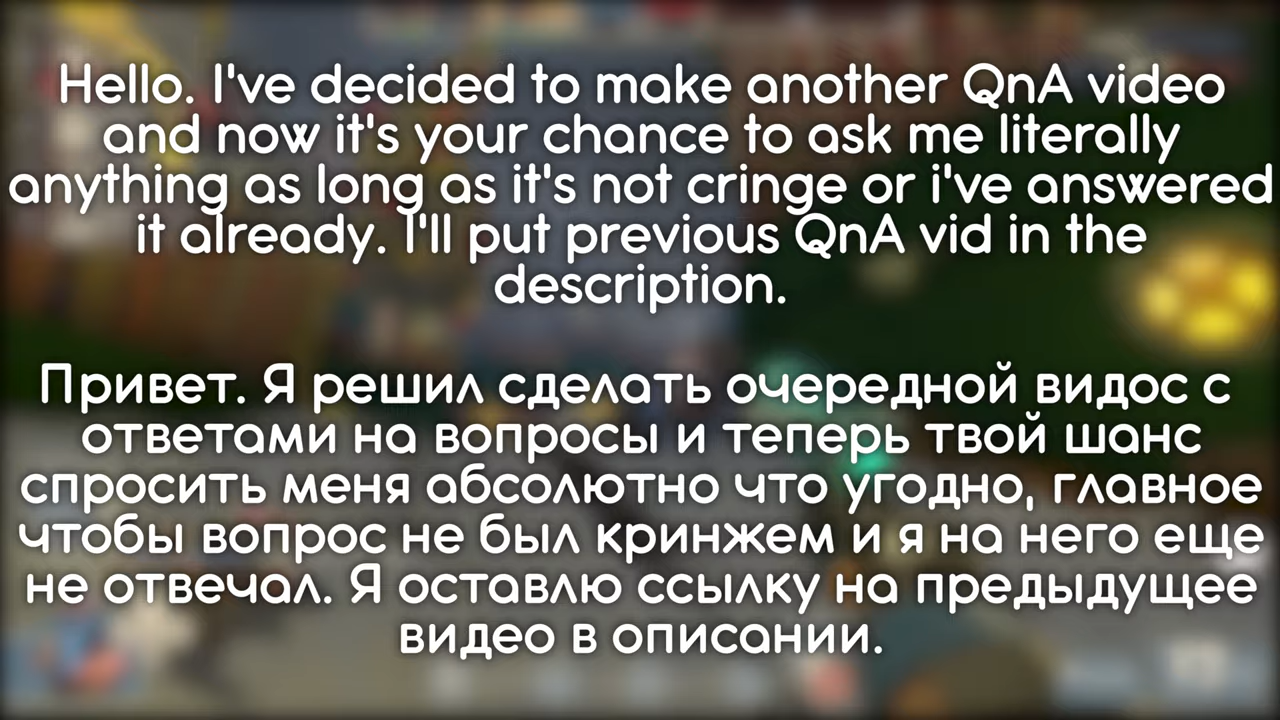 Hello. I've decided to make another QnA video
and now it's your chance to ask me literally
anything as long as it's not cringe or i've answered
it already. I'll put previous QnA vid in the
description.
Привет. Я решил сделать очередной видос с
ответами на вопросы и теперь твой шанс
спросить меня абсолютно что угодно, главное
чтобы вопрос не был кринжем и я на него еще
не отвечал. Я оставлю ссылку на предыдущее
видео в описании.